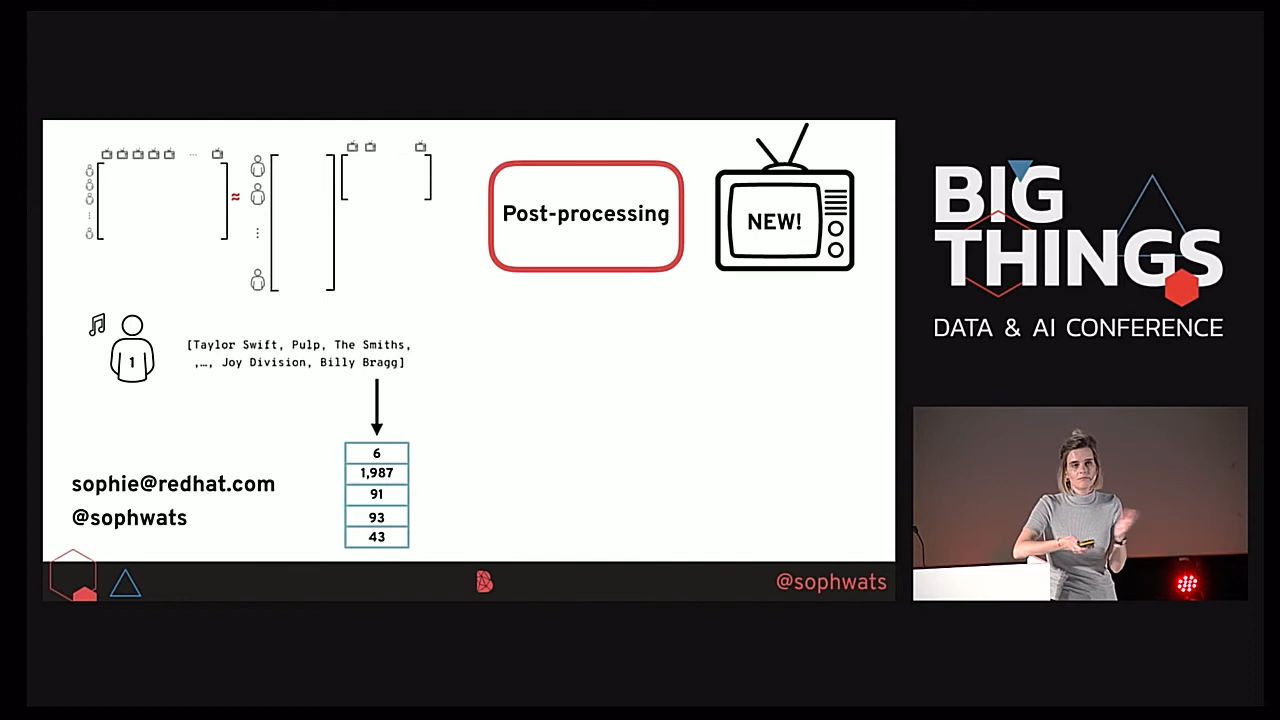 ...
≈
Post-processing
NEW!
1
[Taylor Swift, Pulp, The Smiths,
,…, Joy Division, Billy Bragg]
6
1,987
91
93
43
sophie@redhat.com
@sophwats
@sophwats
BIG
THINGS
DATA & AI CONFERENCE